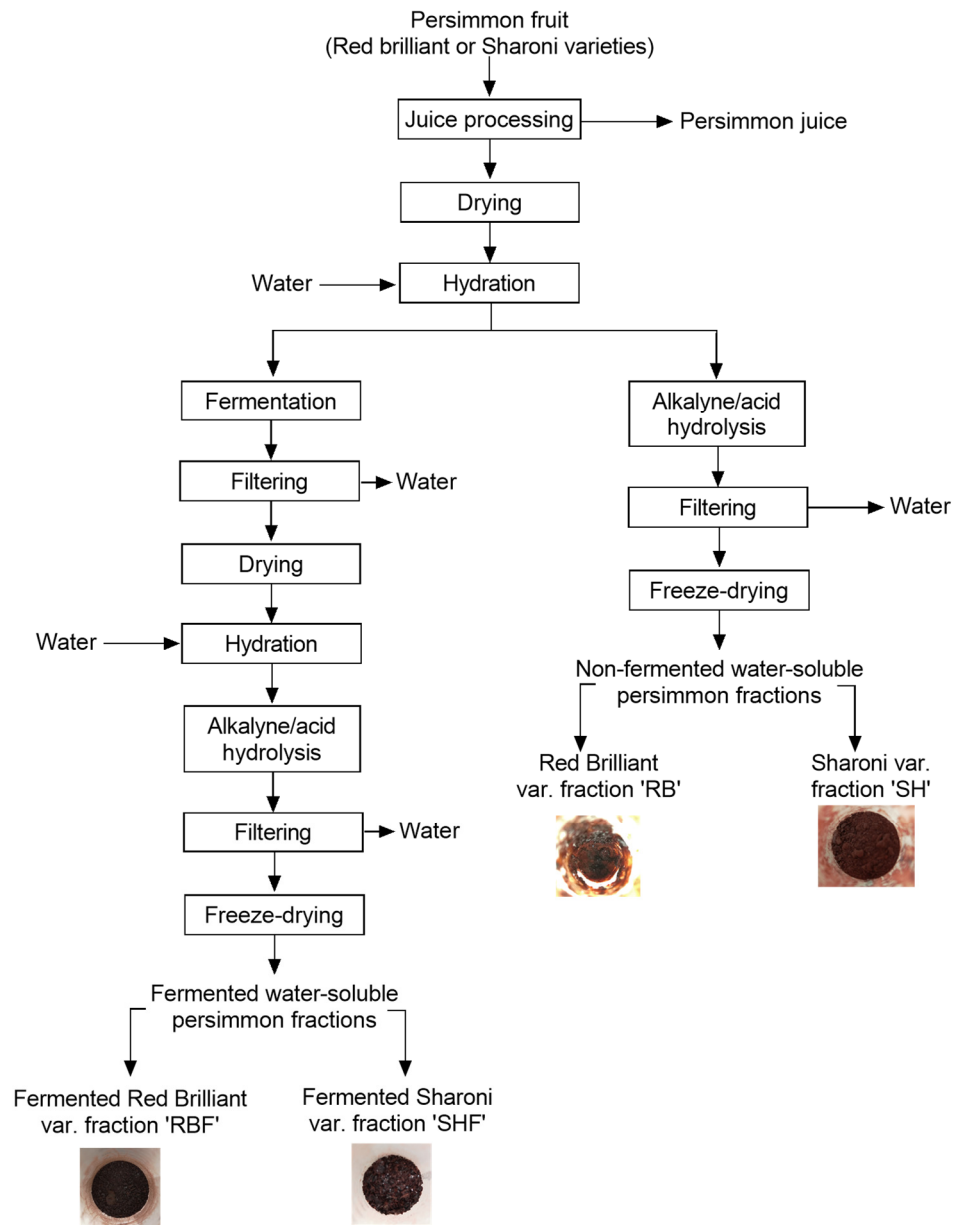 Persimmon fruit
(Red brilliant or Sharoni varieties)
Juice processing
Persimmon juice
Drying
Water
Hydration
Fermentation
Filtering
Water
Drying
Water
Hydration
Alkalyne/acid
hydrolysis
Filtering
Water
Freeze-drying
Fermented water-soluble
persimmon fractions
Fermented Red Brilliant
var. fraction 'RBF'
Fermented Sharoni
var. fraction 'SHF'
Alkalyne/acid
hydrolysis
Filtering
Water
Freeze-drying
Non-fermented water-soluble
persimmon fractions
Red Brilliant
var. fraction 'RB'
Sharoni var.
fraction 'SH'